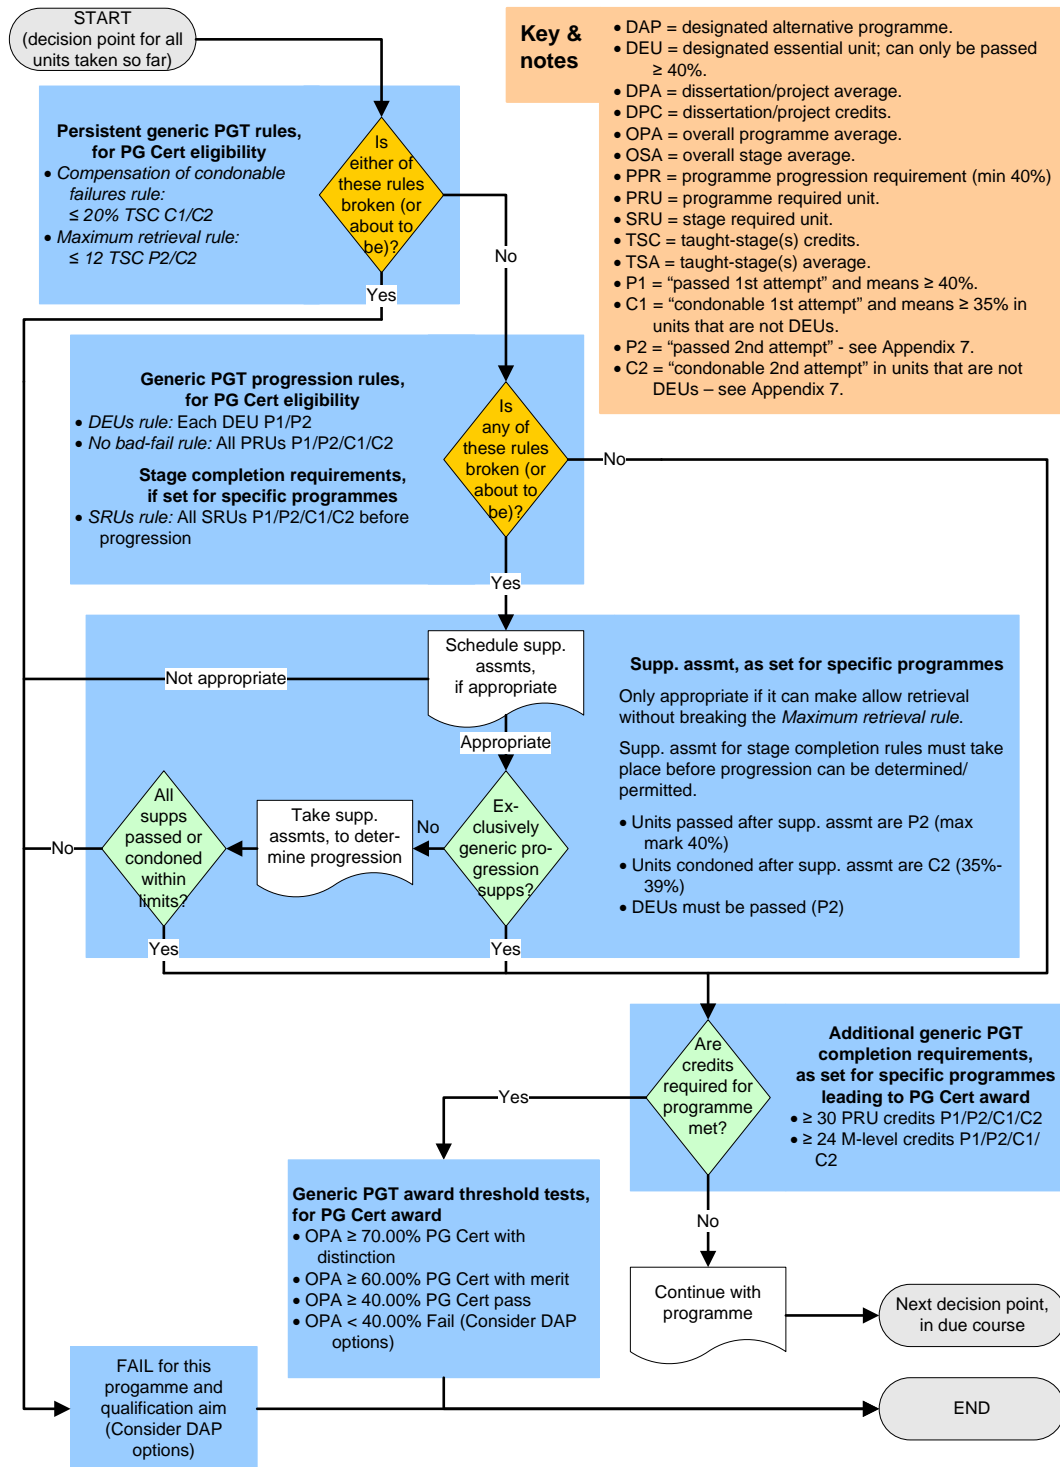 START
(decision point for all
units taken so far)
Key &
notes
• DAP = designated alternative programme.
• DEU = designated essential unit; can only be passed
≥ 40%.
• DPA = dissertation/project average.
• DPC = dissertation/project credits.
• OPA = overall programme average.
• OSA = overall stage average.
• PPR = programme progression requirement (min 40%)
• PRU = programme required unit.
• SRU = stage required unit.
• TSC = taught-stage(s) credits.
• TSA = taught-stage(s) average.
• P1 = “passed 1st attempt” and means ≥ 40%.
• C1 = “condonable 1st attempt” and means ≥ 35% in
units that are not DEUs.
• P2 = “passed 2nd attempt” - see Appendix 7.
• C2 = “condonable 2nd attempt” in units that are not
DEUs – see Appendix 7.
Persistent generic PGT rules,
for PG Cert eligibility
• Compensation of condonable
failures rule:
≤ 20% TSC C1/C2
• Maximum retrieval rule:
≤ 12 TSC P2/C2
Is
either of
these rules
broken (or
about to
be)?
No
Yes
Generic PGT progression rules,
for PG Cert eligibility
• DEUs rule: Each DEU P1/P2
• No bad-fail rule: All PRUs P1/P2/C1/C2
Stage completion requirements,
if set for specific programmes
• SRUs rule: All SRUs P1/P2/C1/C2 before
progression
Is
any of
these rules
broken (or
about to
be)?
No
Yes
Schedule supp.
assmts,
if appropriate
Not appropriate
Appropriate
Supp. assmt, as set for specific programmes
Only appropriate if it can make allow retrieval
without breaking the Maximum retrieval rule.
Supp. assmt for stage completion rules must take
place before progression can be determined/
permitted.
• Units passed after supp. assmt are P2 (max
mark 40%)
• Units condoned after supp. assmt are C2 (35%-
39%)
• DEUs must be passed (P2)
Ex-
clusively
generic pro-
gression
supps?
No
Take supp.
assmts, to deter-
mine progression
All
supps
passed or
condoned
within
limits?
No
Yes
Yes
Are
credits
required for
programme
met?
Additional generic PGT
completion requirements,
as set for specific programmes
leading to PG Cert award
• ≥ 30 PRU credits P1/P2/C1/C2
• ≥ 24 M-level credits P1/P2/C1/
C2
Yes
No
Generic PGT award threshold tests,
for PG Cert award
• OPA ≥ 70.00% PG Cert with
distinction
• OPA ≥ 60.00% PG Cert with merit
• OPA ≥ 40.00% PG Cert pass
• OPA < 40.00% Fail (Consider DAP
options)
Continue with
programme
Next decision point,
in due course
FAIL for this
progamme and
qualification aim
(Consider DAP
options)
END